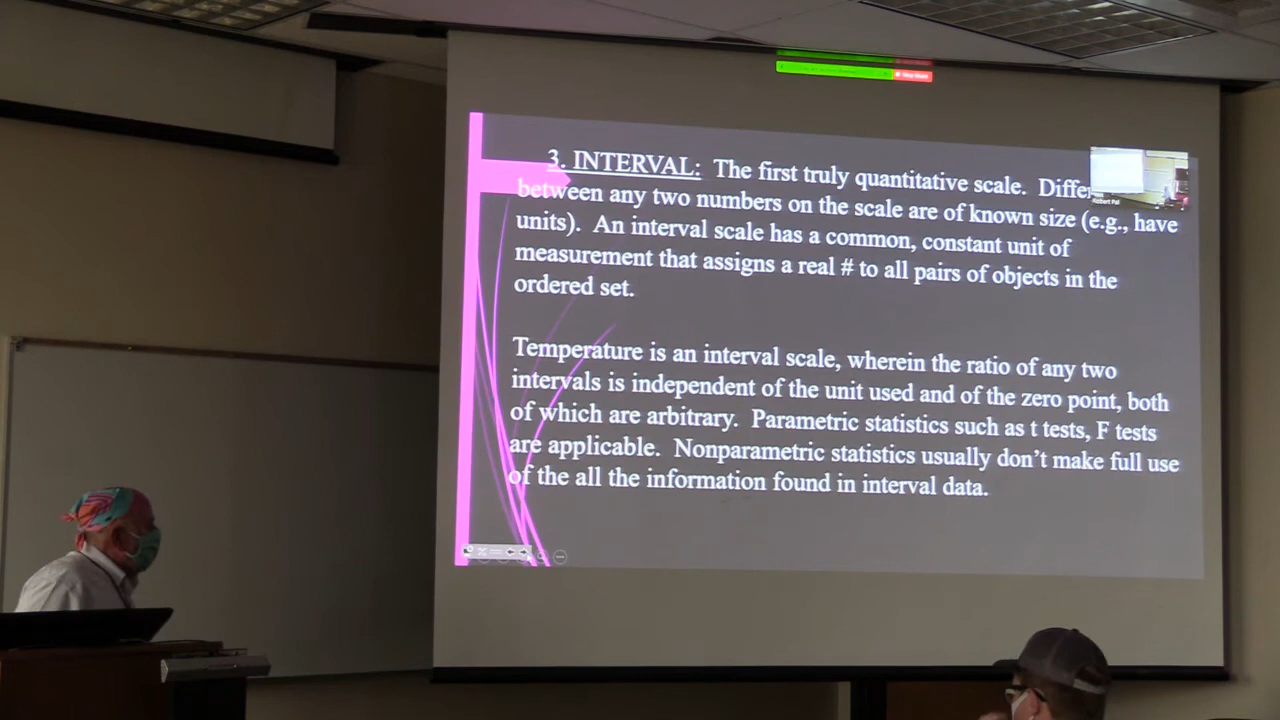 3. INTERVAL: The first truly quantitative scale. Differ
between any two numbers on the scale are of known size (e.g., have
units). An interval scale has a common, constant unit of
measurement that assigns a real # to all pairs of objects in the
ordered set.
Temperature is an interval scale, wherein the ratio of any two
intervals is independent of the unit used and of the zero point, both
of which are arbitrary. Parametric statistics such as t tests, F tests
are applicable. Nonparametric statistics usually don't make full use
of the all the information found in interval data.
Robert Pal